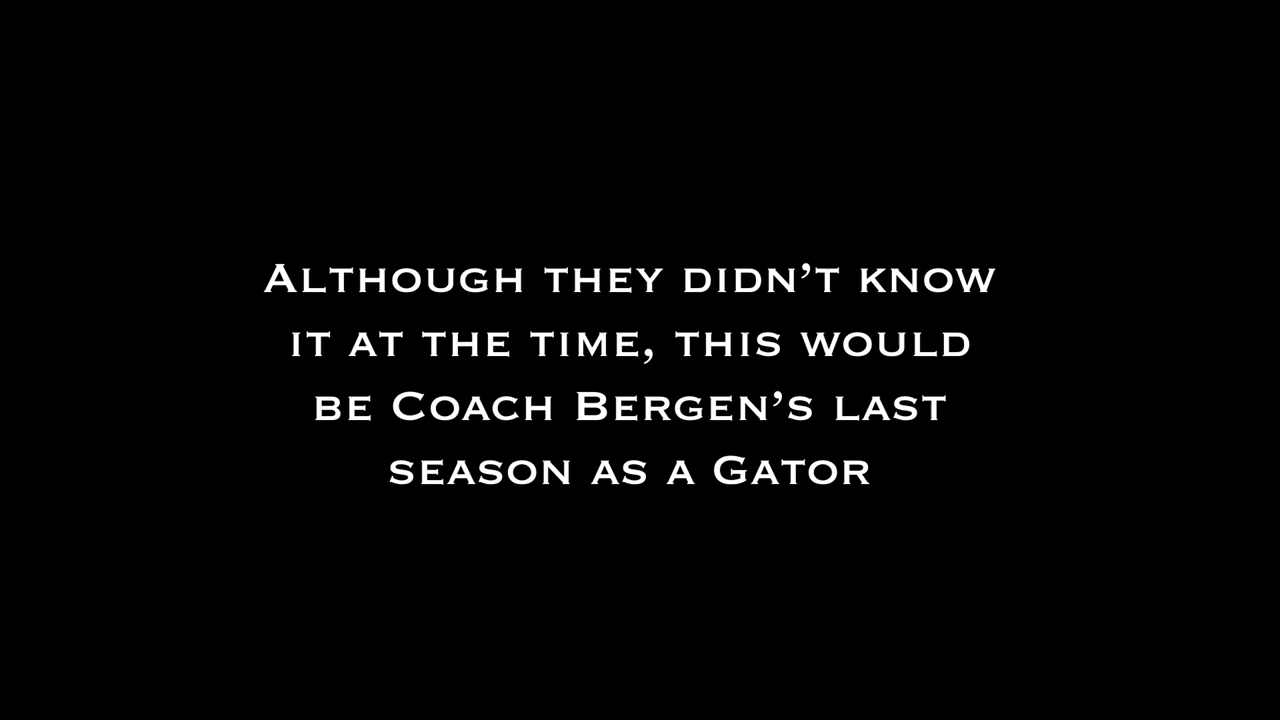 Although they didn’t know
it at the time, this would
be Coach Bergen’s last
season as a Gator